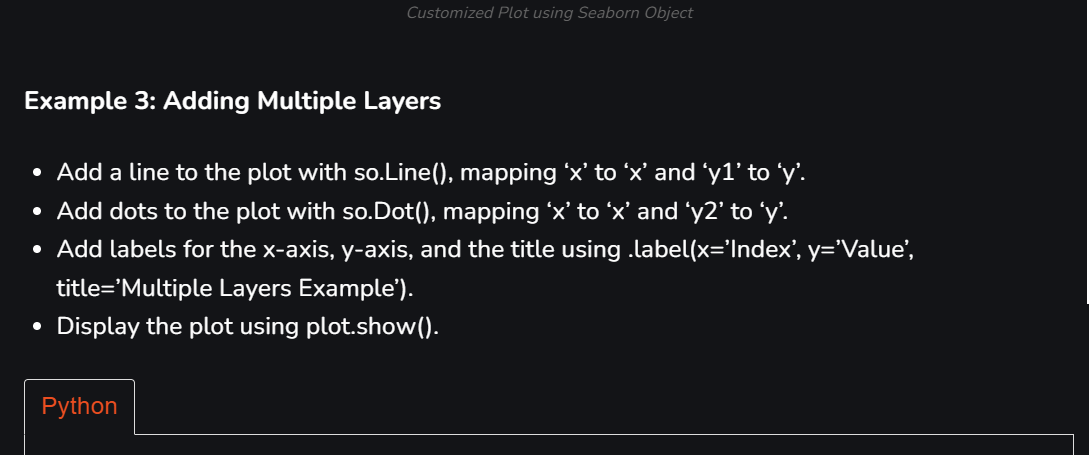 Customized Plot using Seaborn Object
Example 3: Adding Multiple Layers
Add a line to the plot with so.Line(), mapping ‘x’ to ‘x’ and ‘y1’ to ‘y’.
Add dots to the plot with so.Dot(), mapping ‘x’ to ‘x’ and ‘y2’ to ‘y’.
Add labels for the x-axis, y-axis, and the title using .label(x=’Index’, y=’Value’,
title=’Multiple Layers Example’).
Display the plot using plot.show().
Python